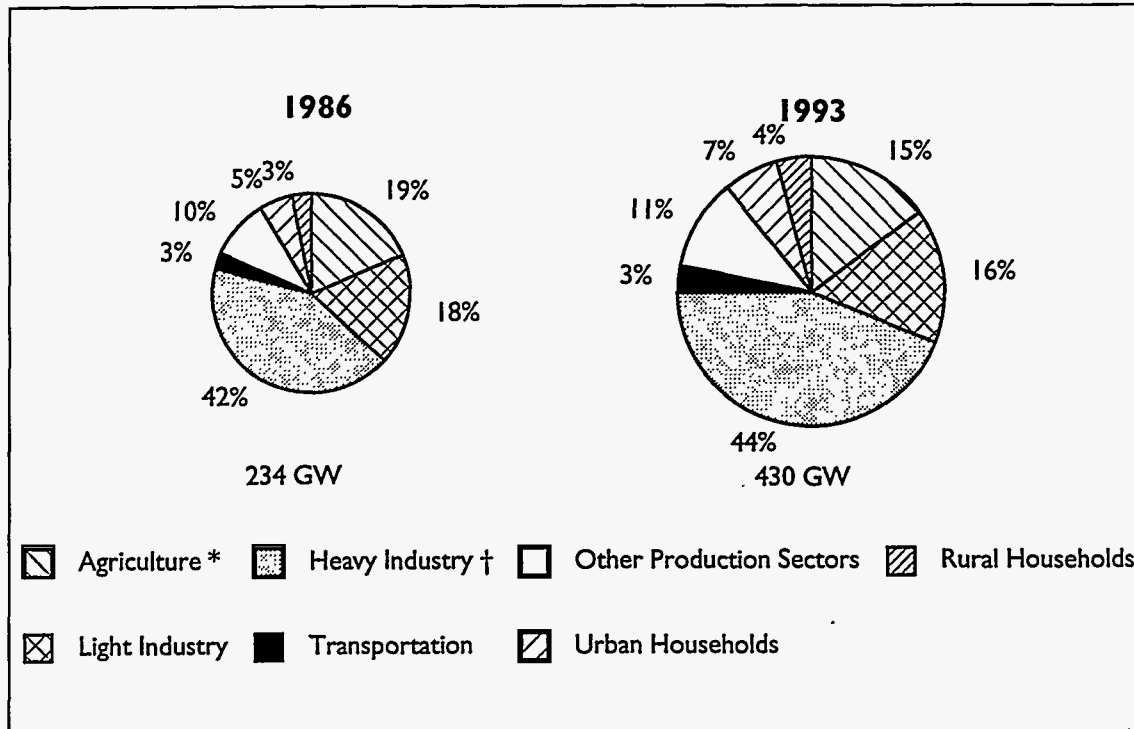 1986
1993
5% 3%
19%
10%
3%
18%
42%
234 GW
7%
4%
15%
11%
3%
16%
44%
430 GW
Agriculture *
Heavy Industry †
Other Production Sectors
Rural Households
Light Industry
Transportation
Urban Households